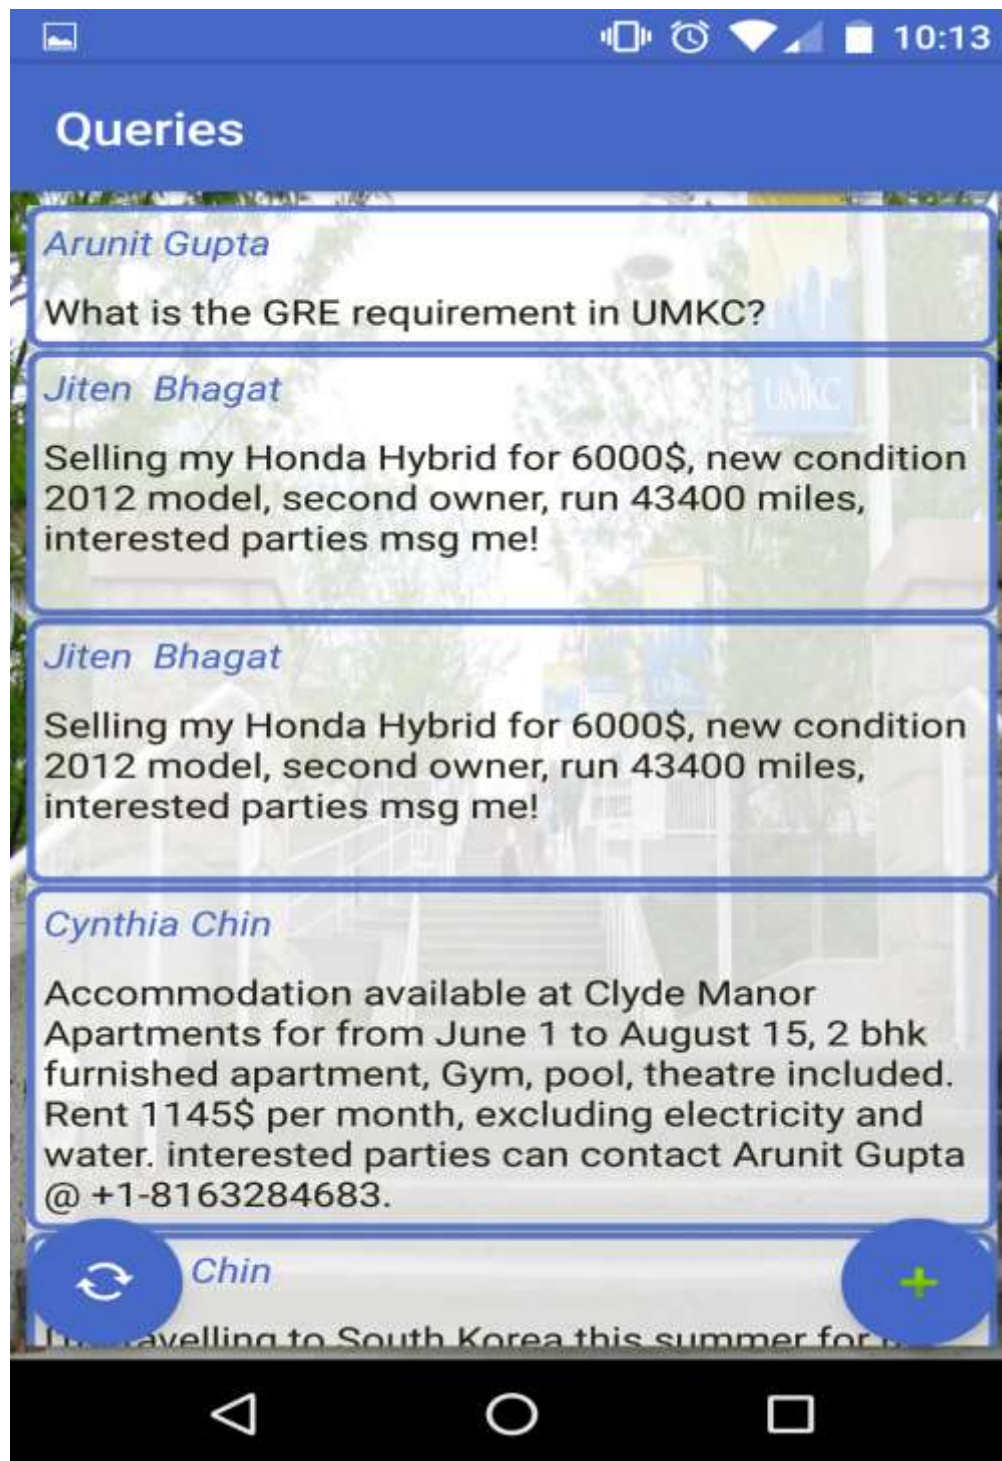 10:13
Queries
Arunit Gupta
What is the GRE requirement in UMKC?
Jiten  Bhagat
UMKC
Selling my Honda Hybrid for 6000$, new condition
2012 model, second owner, run 43400 miles,
interested parties msg me!
Jiten  Bhagat
Selling my Honda Hybrid for 6000$, new condition
2012 model, second owner, run 43400 miles,
interested parties msg me!
Cynthia Chin
Accommodation available at Clyde Manor
Apartments for from June 1 to August 15, 2 bhk
furnished apartment, Gym, pool, theatre included.
Rent 1145$ per month, excluding electricity and
water. interested parties can contact Arunit Gupta
@ +1-8163284683.
Chin
to South Korea this summer for